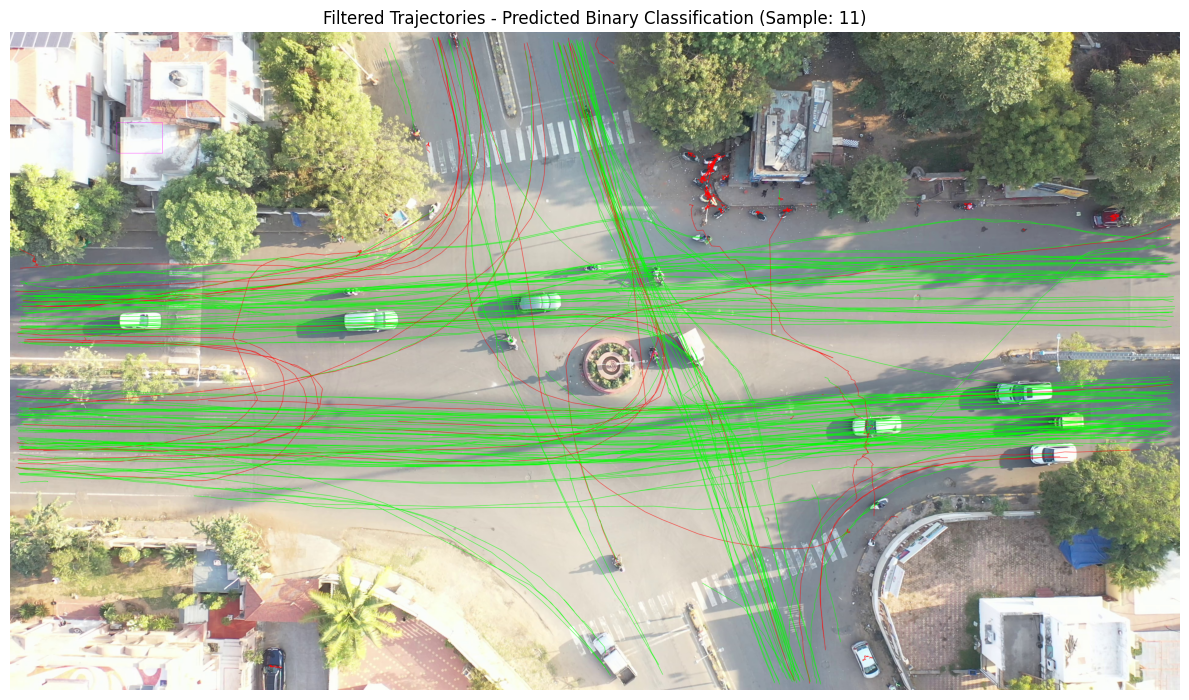 Filtered Trajectories - Predicted Binary Classification (Sample: 11)